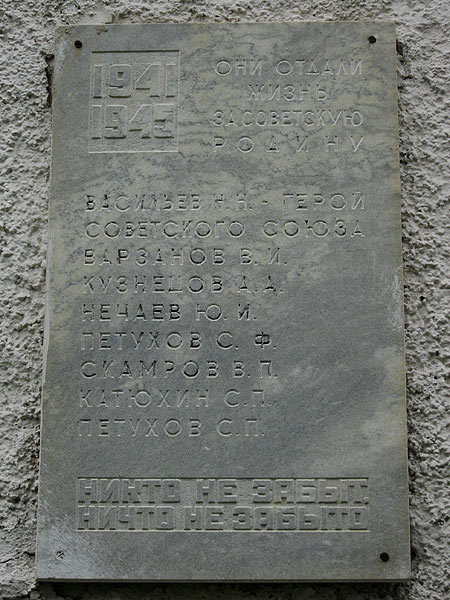 1941
1945
ОНИ ОТДАЛИ
ЖИЗНЬ
ЗА СОВЕТСКУЮ
РОДИНУ
ВАСИЛЬЕВ Н.Н. - ГЕРОЙ
СОВЕТСКОГО СОЮЗА
ВАРЗАНОВ В.И.
КУЗНЕЦОВ А.А.
НЕЧАЕВ Ю.И.
ПЕТУХОВ С.Ф.
СКАМРОВ В.П.
КАТЮХИН С.П.
ПЕТУХОВ С.П.
НИКТО НЕ ЗАБЫТ,
НИЧТО НЕ ЗАБЫТО